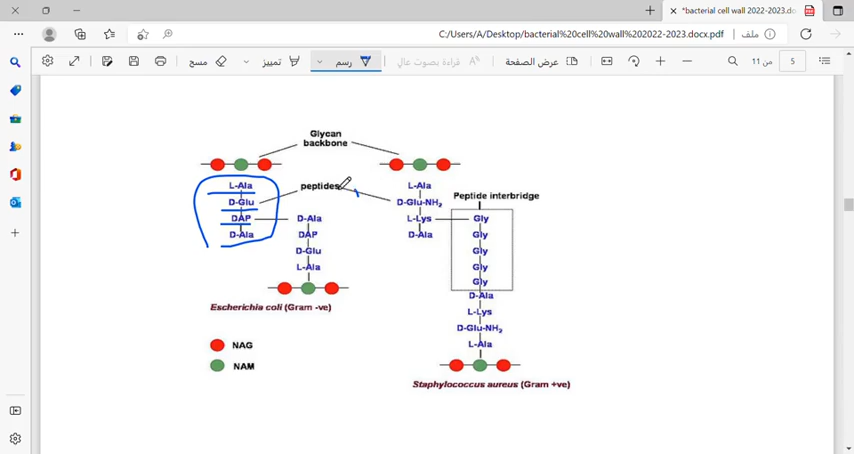 *bacterial cell wall 2022-2023.do
C:/Users/A/Desktop/bacterial%20cell%20wall%202022-2023.docx.pdf
ملف
مسح
تمييز
رسم
قراءة بصوت عالٍ
عرض الصفحة
من 11
5
Glycan
backbone
peptides
L-Ala
D-Glu
DAP
D-Ala
D-Ala
DAP
D-Glu
L-Ala
Escherichia coli (Gram -ve)
L-Ala
D-Glu-NH2
L-Lys
D-Ala
Peptide interbridge
Gly
Gly
Gly
Gly
Gly
D-Ala
L-Lys
D-Glu-NH2
L-Ala
Staphylococcus aureus (Gram +ve)
NAG
NAM